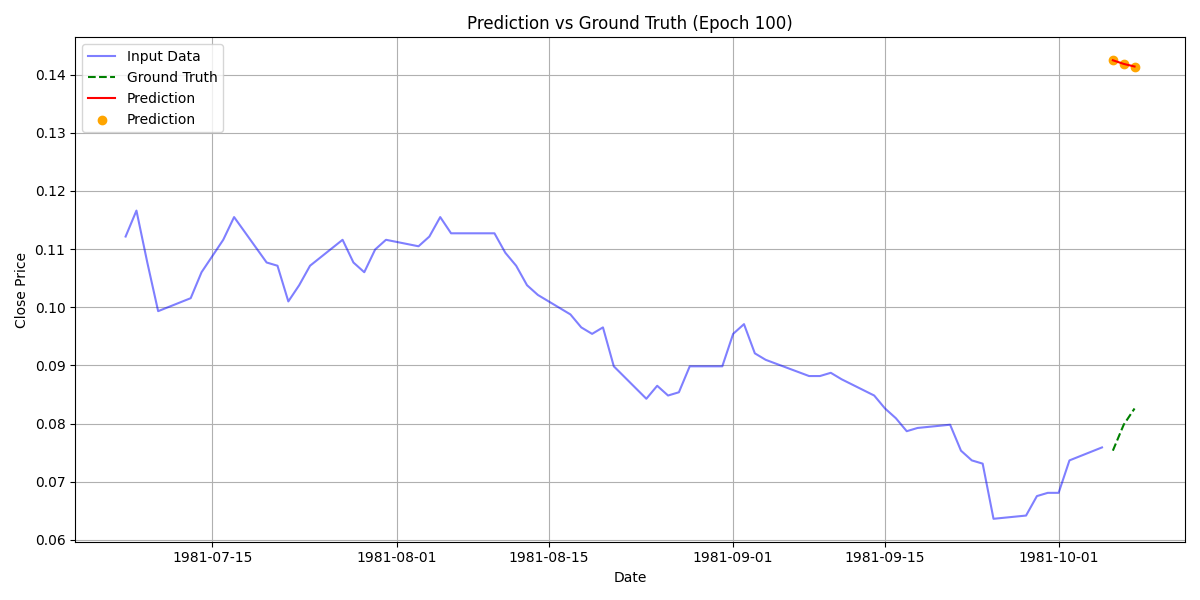 Prediction vs Ground Truth (Epoch 100)
Input Data
Ground Truth
Prediction
Prediction
Close Price
0.14
0.13
0.12
0.11
0.10
0.09
0.08
0.07
0.06
1981-07-15
1981-08-01
1981-08-15
1981-09-01
1981-09-15
1981-10-01
Date